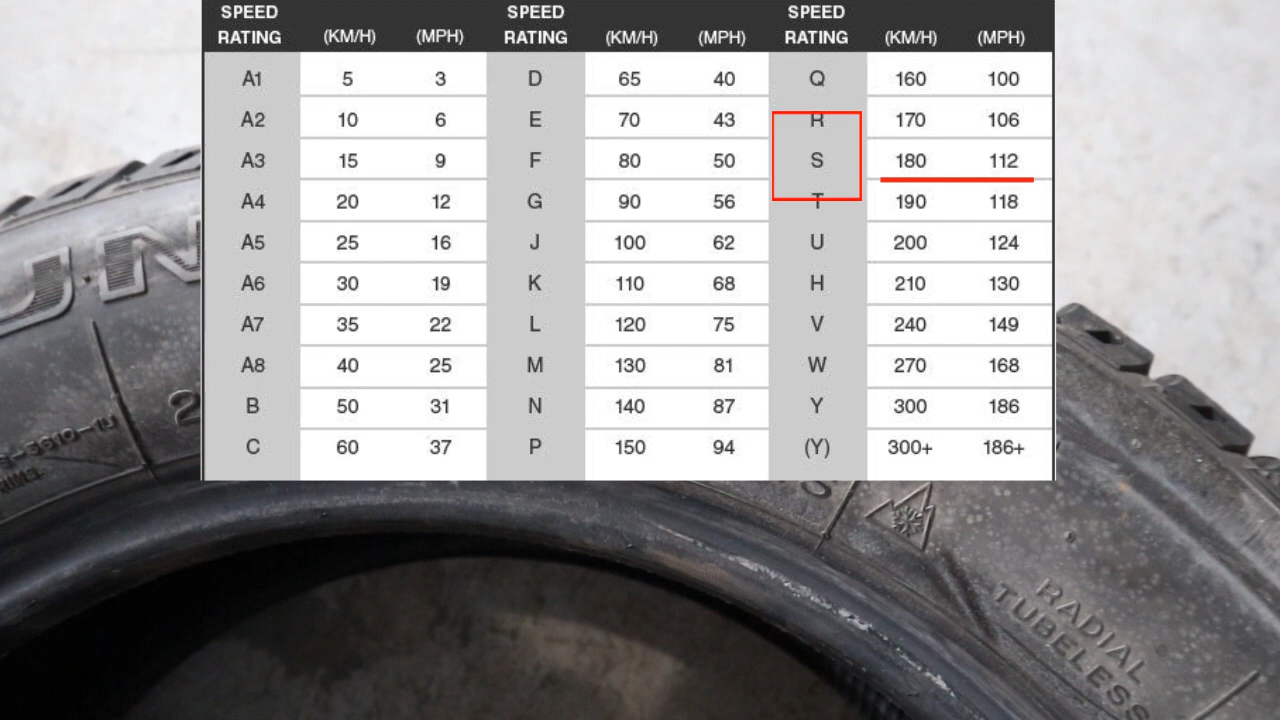 SPEED RATING (KM/H) (MPH) SPEED RATING (KM/H) (MPH) SPEED RATING (KM/H) (MPH)
A1 5 3 D 65 40 Q 160 100
A2 10 6 E 70 43 R 170 106
A3 15 9 F 80 50 S 180 112
A4 20 12 G 90 56 T 190 118
A5 25 16 J 100 62 U 200 124
A6 30 19 K 110 68 H 210 130
A7 35 22 L 120 75 V 240 149
A8 40 25 M 130 81 W 270 168
B 50 31 N 140 87 Y 300 186
C 60 37 P 150 94 (Y) 300+ 186+
RADIAL
TUBELESS